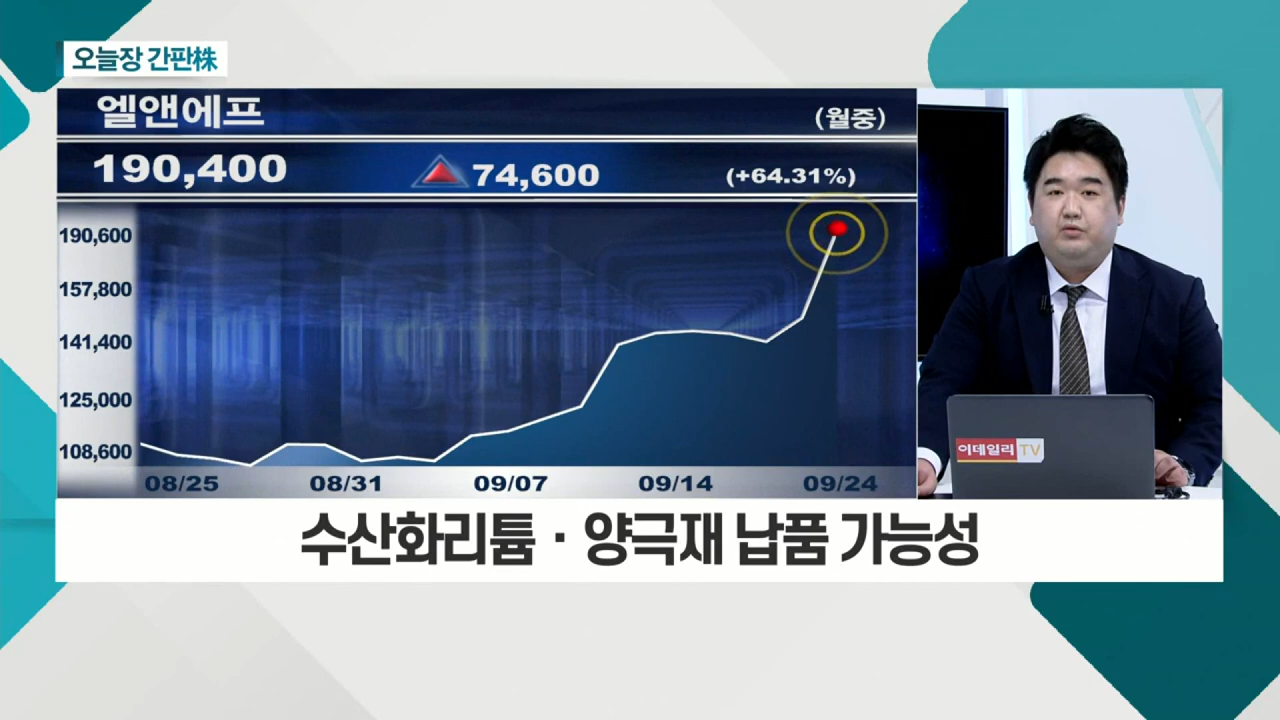 오늘장 간판株
엘앤에프
(월중)
190,400 ▲ 74,600 (+64.31%)
190,600
157,800
141,400
125,000
108,600
08/25 08/31 09/07 09/14 09/24
이데일리 TV
수산화리튬 · 양극재 납품 가능성